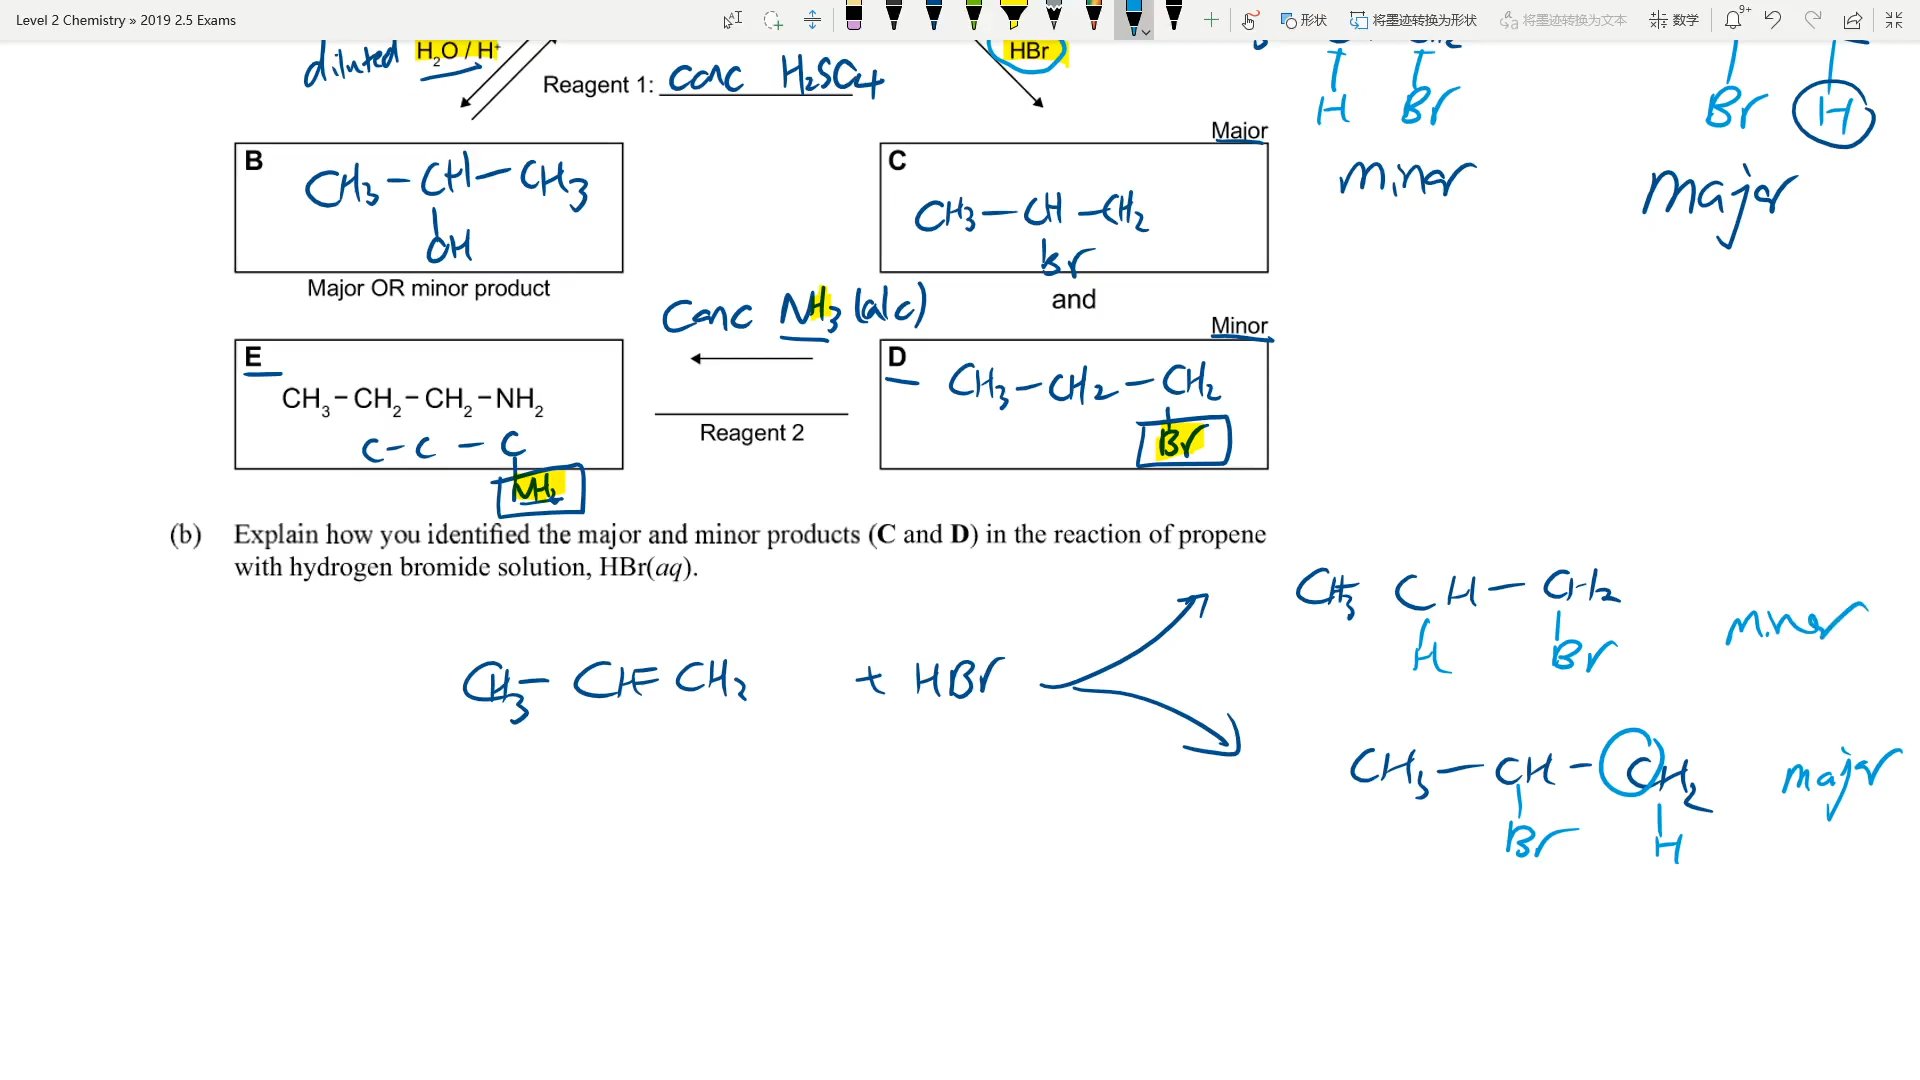 Level 2 Chemistry » 2019 2.5 Exams
形状
将墨迹转换为形状
将墨迹转换为文本
数学
9+
diluted H₂O / H⁺
Reagent 1: conc H₂SO₄
HBr
H Br
Br H
minor
major
Major
B
CH₃ – CH – CH₃
OH
Major OR minor product
C
CH₃ – CH – CH₂
Br
and
Conc NH₃ (alc)
Reagent 2
Minor
E
CH₃ – CH₂ – CH₂ – NH₂
C – C – C
NH₂
D
CH₃ – CH₂ – CH₂
Br
(b) Explain how you identified the major and minor products (C and D) in the reaction of propene
with hydrogen bromide solution, HBr(aq).
CH₃ CH – CH₂
H Br
minor
CH₃ – CH = CH₂ + HBr
CH₃ – CH – CH₂
Br H
major